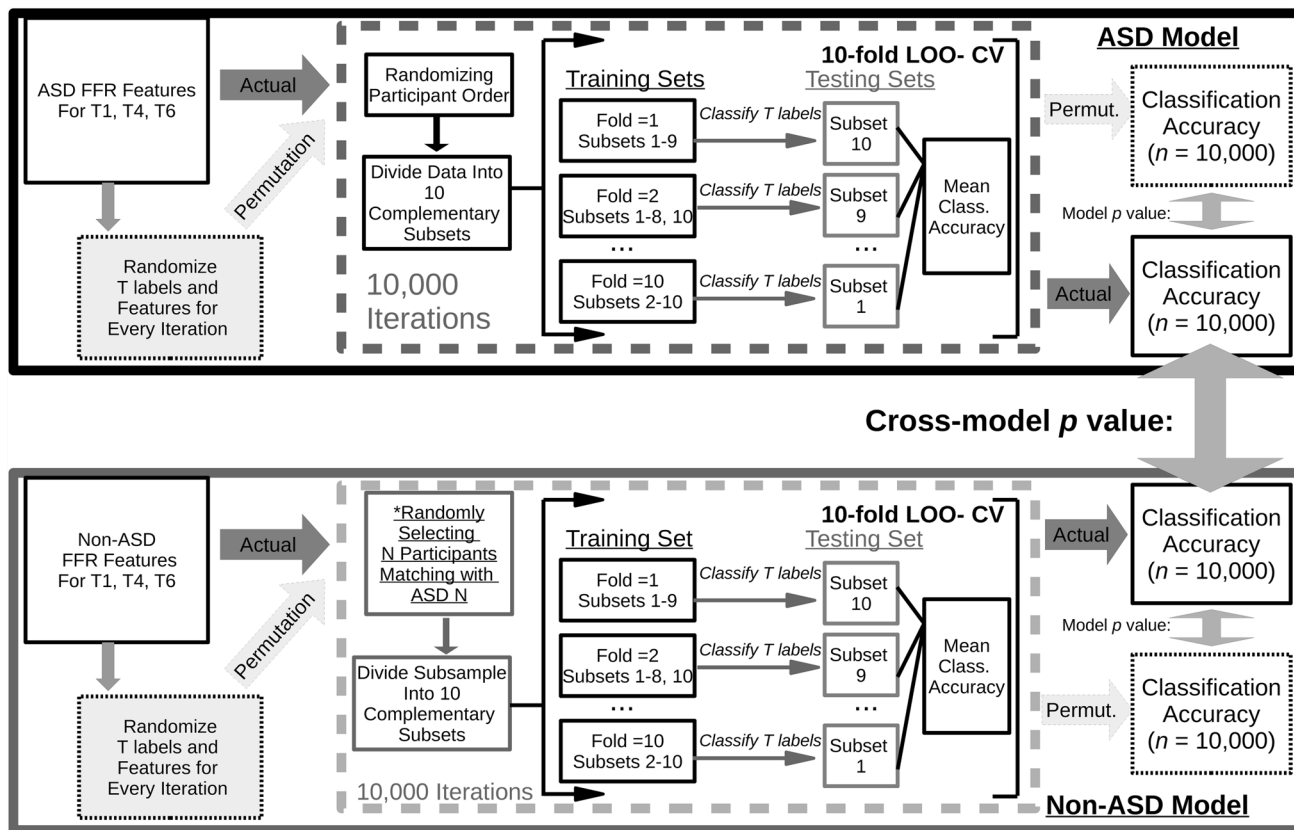 ASD Model
ASD FFR Features
For T1, T4, T6
Actual
Permutation
Randomize
T labels and
Features for
Every Iteration
Randomizing
Participant Order
Divide Data Into
10
Complementary
Subsets
10,000
Iterations
10-fold LOO- CV
Training Sets
Testing Sets
Fold =1
Subsets 1-9
Classify T labels
Subset
10
Fold =2
Subsets 1-8, 10
Classify T labels
Subset
9
...
...
Fold =10
Subsets 2-10
Classify T labels
Subset
1
Mean
Class.
Accuracy
Permut.
Classification
Accuracy
(n = 10,000)
Model p value:
Actual
Classification
Accuracy
(n = 10,000)
Cross-model p value:
Non-ASD
FFR Features
For T1, T4, T6
Actual
Permutation
Randomize
T labels and
Features for
Every Iteration
*Randomly
Selecting
N Participants
Matching with
ASD N
Divide Subsample
Into 10
Complementary
Subsets
10,000 Iterations
10-fold LOO- CV
Training Set
Testing Set
Fold =1
Subsets 1-9
Classify T labels
Subset
10
Fold =2
Subsets 1-8, 10
Classify T labels
Subset
9
...
...
Fold =10
Subsets 2-10
Classify T labels
Subset
1
Mean
Class.
Accuracy
Actual
Classification
Accuracy
(n = 10,000)
Model p value:
Permut.
Classification
Accuracy
(n = 10,000)
Non-ASD Model